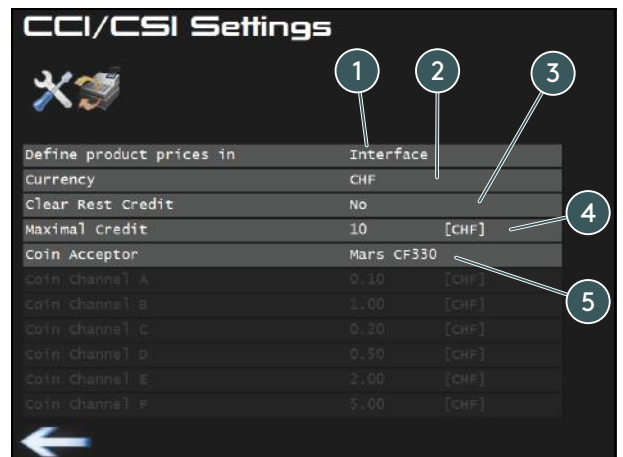 CCI/CSI Settings
1 2 3
Define product prices in Interface
Currency CHF
Clear Rest Credit No
Maximal Credit 10 [CHF] 4
Coin Acceptor Mars CF330
Coin Channel A 0.10 [CHF]
Coin Channel B 1.00 [CHF] 5
Coin Channel C 0.20 [CHF]
Coin Channel D 0.50 [CHF]
Coin Channel E 2.00 [CHF]
Coin Channel F 5.00 [CHF]